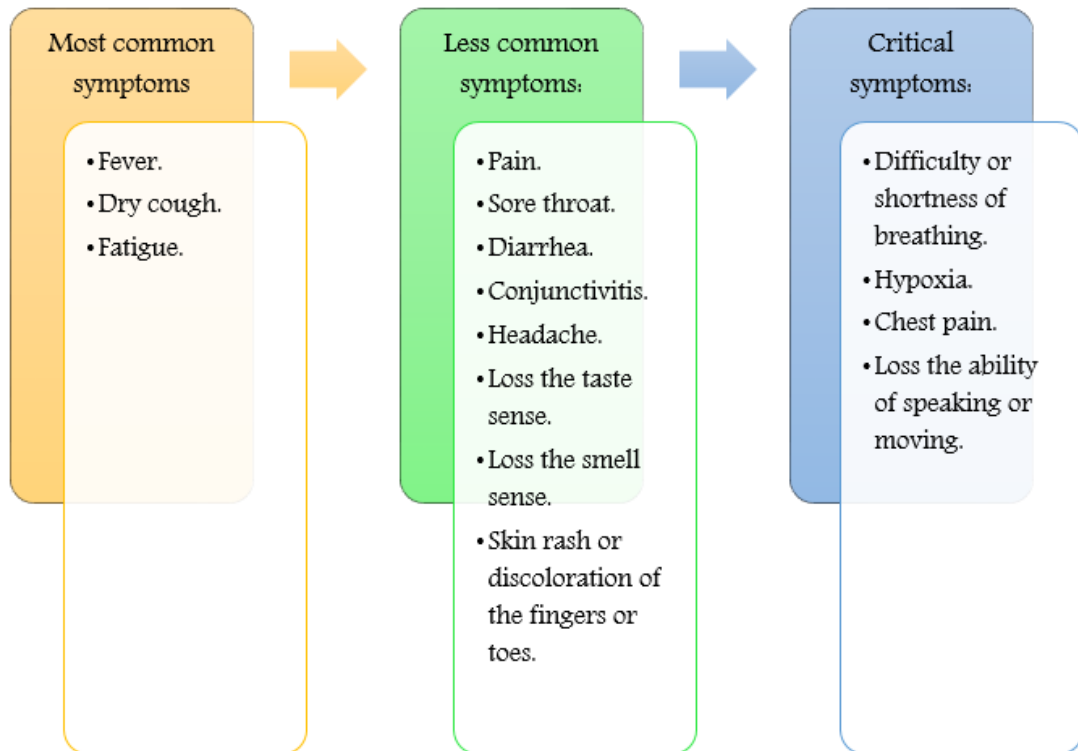 Most common
symptoms
•Fever.
•Dry cough.
•Fatigue.
Less common
symptoms:
•Pain.
•Sore throat.
•Diarrhea.
•Conjunctivitis.
•Headache.
•Loss the taste
sense.
•Loss the smell
sense.
•Skin rash or
discoloration of
the fingers or
toes.
Critical
symptoms:
•Difficulty or
shortness of
breathing.
•Hypoxia.
•Chest pain.
•Loss the ability
of speaking or
moving.